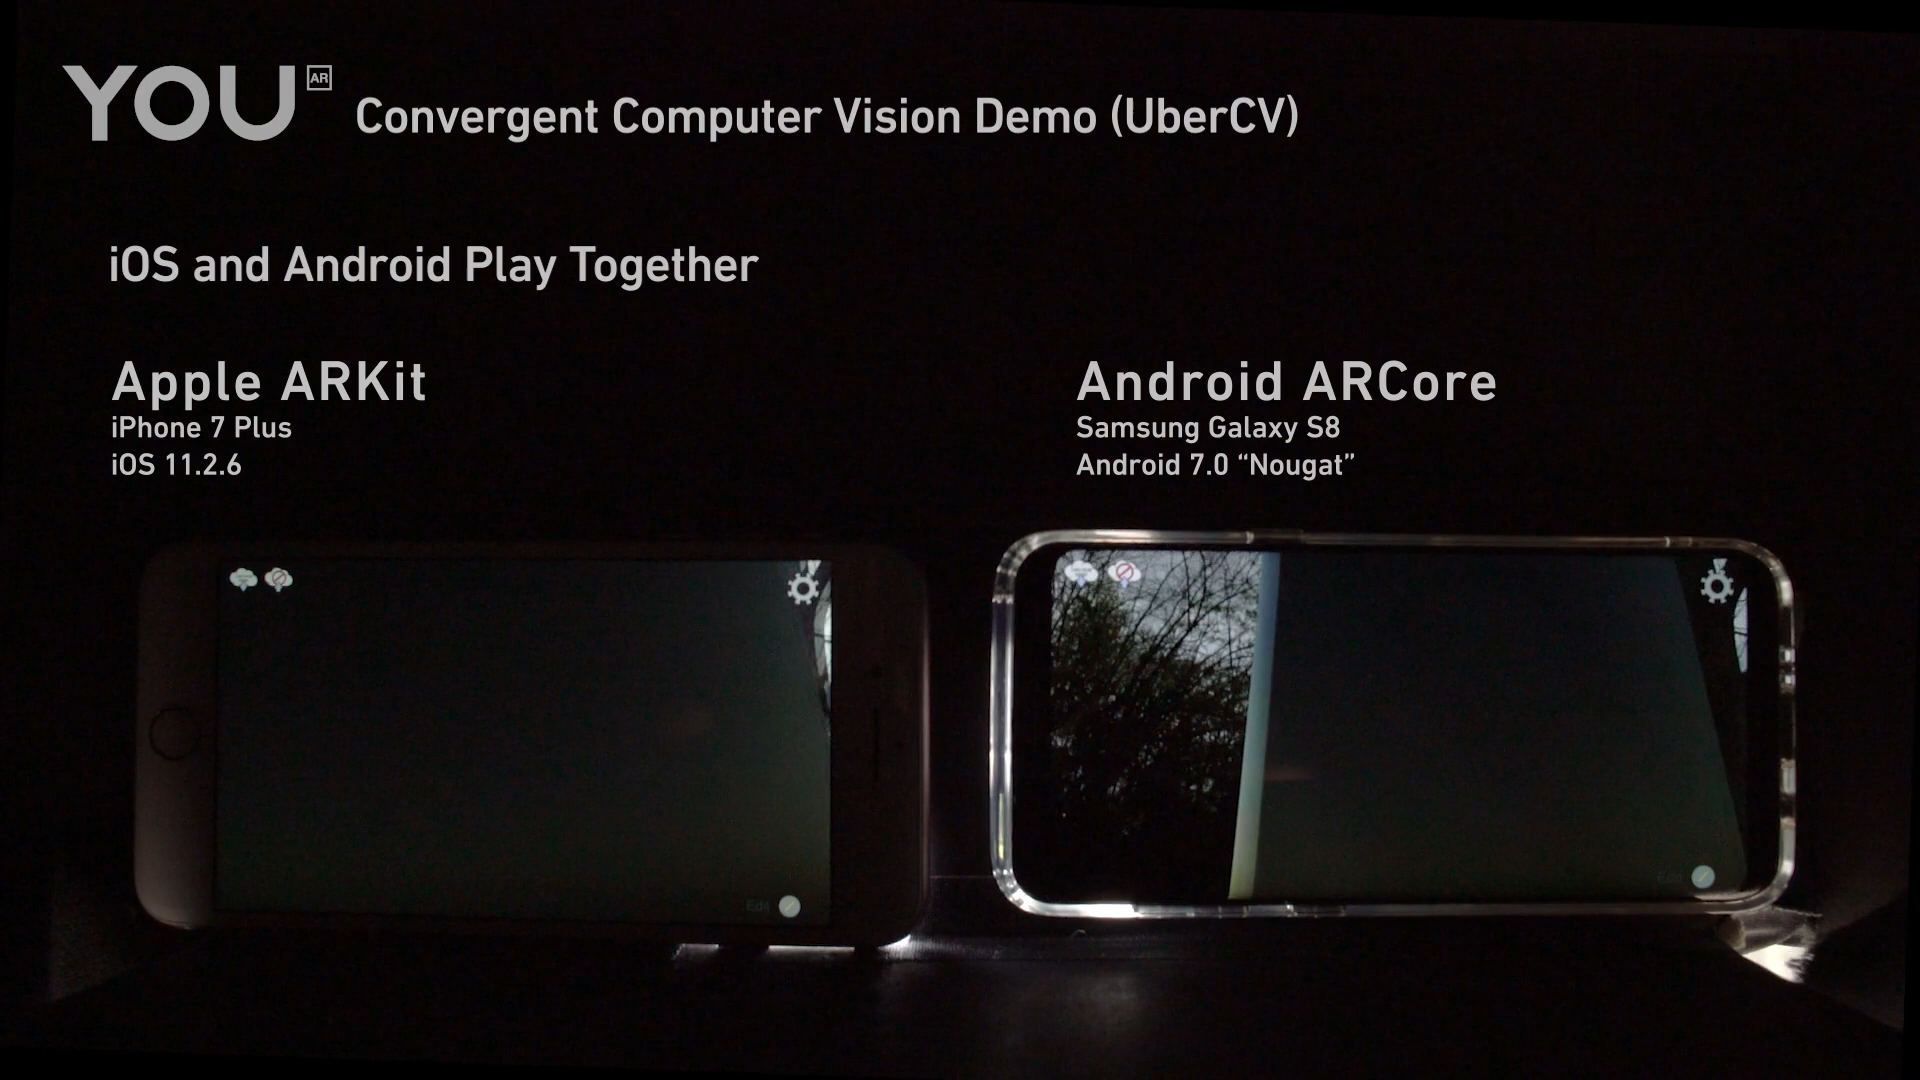 YOU AR
Convergent Computer Vision Demo (UberCV)
iOS and Android Play Together
Apple ARKit
iPhone 7 Plus
iOS 11.2.6
Android ARCore
Samsung Galaxy S8
Android 7.0 “Nougat”
Edit
Edit